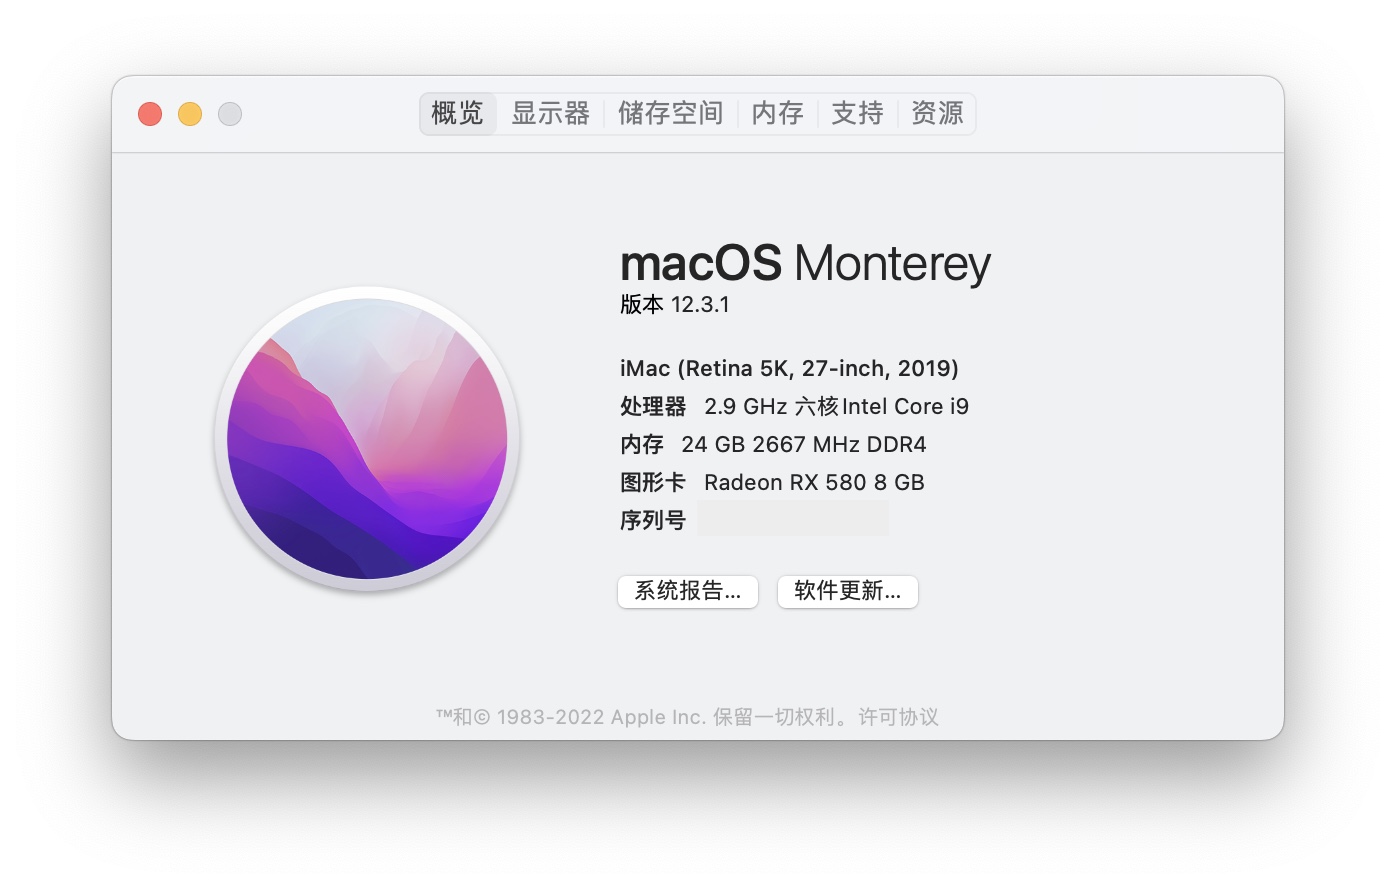 概览 显示器 储存空间 内存 支持 资源
macOS Monterey
版本 12.3.1
iMac (Retina 5K, 27-inch, 2019)
处理器 2.9 GHz 六核Intel Core i9
内存 24 GB 2667 MHz DDR4
图形卡 Radeon RX 580 8 GB
序列号
系统报告... 软件更新...
™和© 1983-2022 Apple Inc. 保留一切权利。许可协议